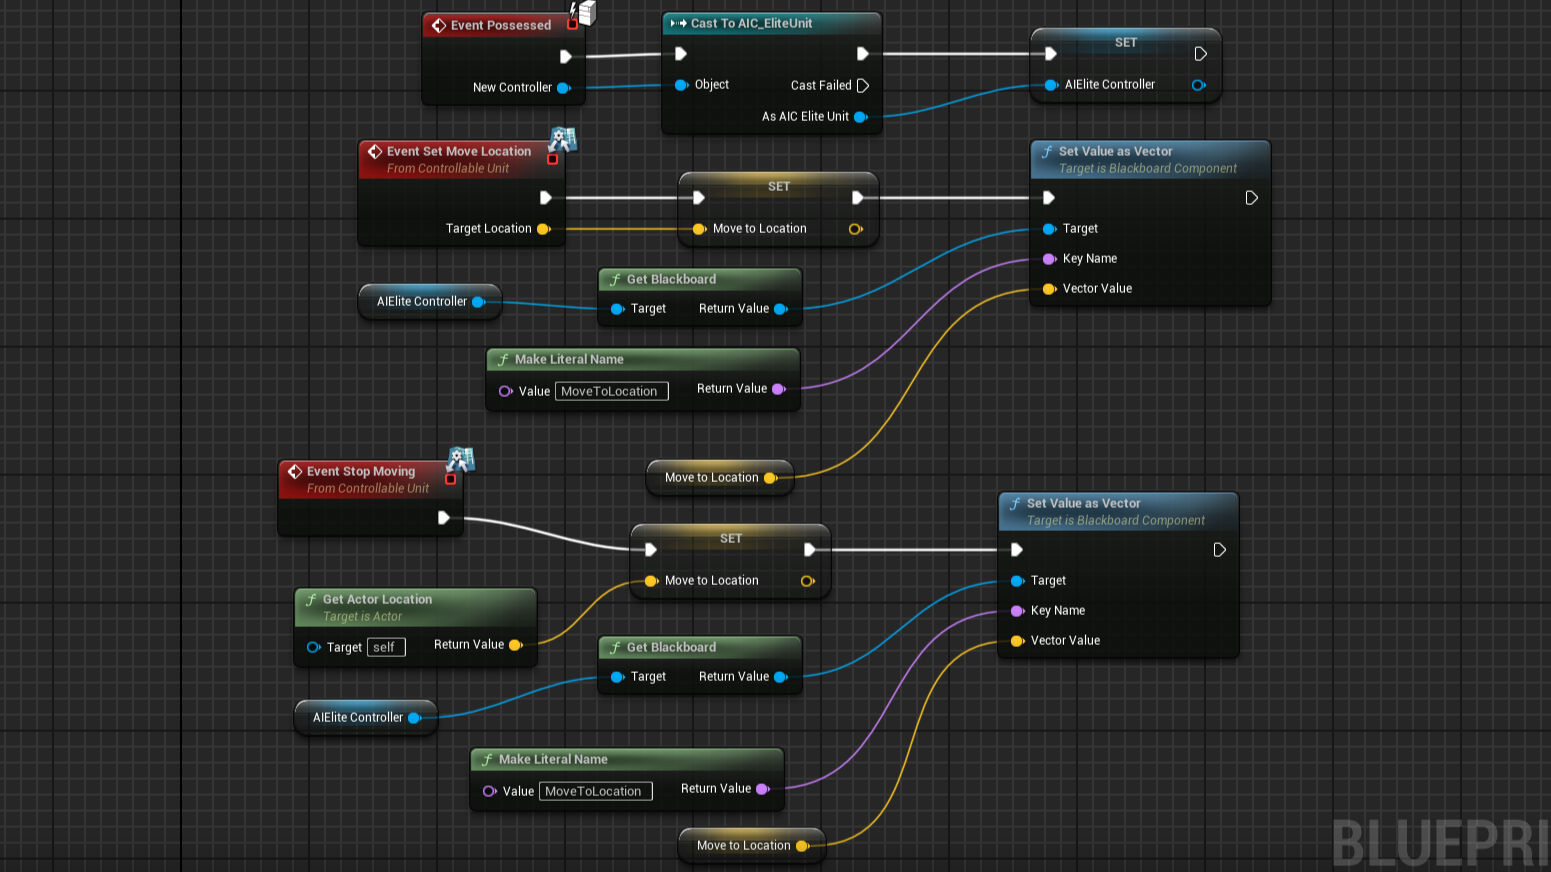 Event Possessed
New Controller
Cast To AIC_EliteUnit
Object
Cast Failed
As AIC Elite Unit
SET
AIElite Controller
Event Set Move Location
From Controllable Unit
Target Location
SET
Move to Location
Set Value as Vector
Target is Blackboard Component
Target
Key Name
Vector Value
AIElite Controller
f Get Blackboard
Target Return Value
f Make Literal Name
Value MoveToLocation Return Value
Move to Location
Event Stop Moving
From Controllable Unit
SET
Move to Location
f Set Value as Vector
Target is Blackboard Component
Target
Key Name
Vector Value
f Get Actor Location
Target is Actor
Target self Return Value
f Get Blackboard
Target Return Value
AIElite Controller
f Make Literal Name
Value MoveToLocation Return Value
Move to Location
BLUEPRI